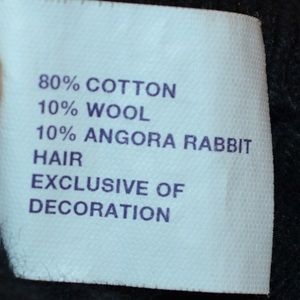 80% COTTON
10% WOOL
10% ANGORA RABBIT
HAIR
EXCLUSIVE OF
DECORATION